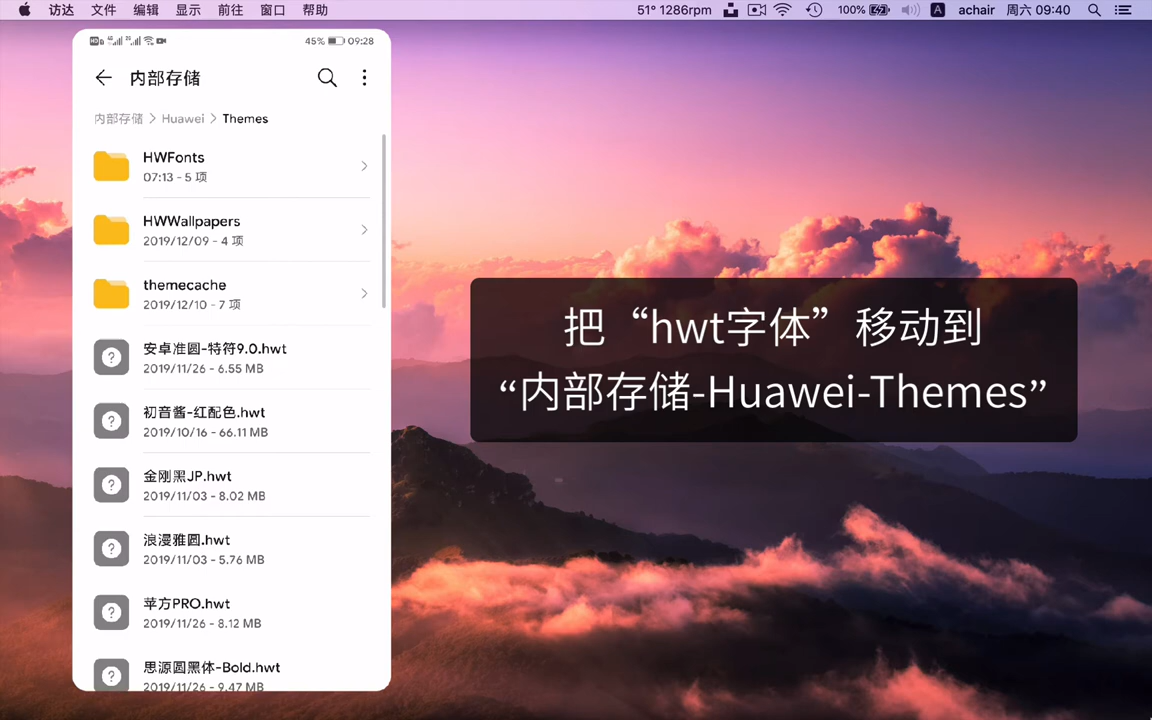 访达 文件 编辑 显示 前往 窗口 帮助 51° 1286rpm 100% A achair 周六 09:40
45% 09:28
内部存储
内部存储 > Huawei > Themes
HWFonts
07:13 - 5 项
HWWallpapers
2019/12/09 - 4 项
themecache
2019/12/10 - 7 项
安卓准圆-特符9.0.hwt
2019/11/26 - 6.55 MB
初音酱-红配色.hwt
2019/10/16 - 66.11 MB
金刚黑JP.hwt
2019/11/03 - 8.02 MB
浪漫雅圆.hwt
2019/11/03 - 5.76 MB
苹方PRO.hwt
2019/11/26 - 8.12 MB
思源圆黑体-Bold.hwt
2019/11/26 - 9.47 MB
把“hwt字体”移动到
“内部存储-Huawei-Themes”